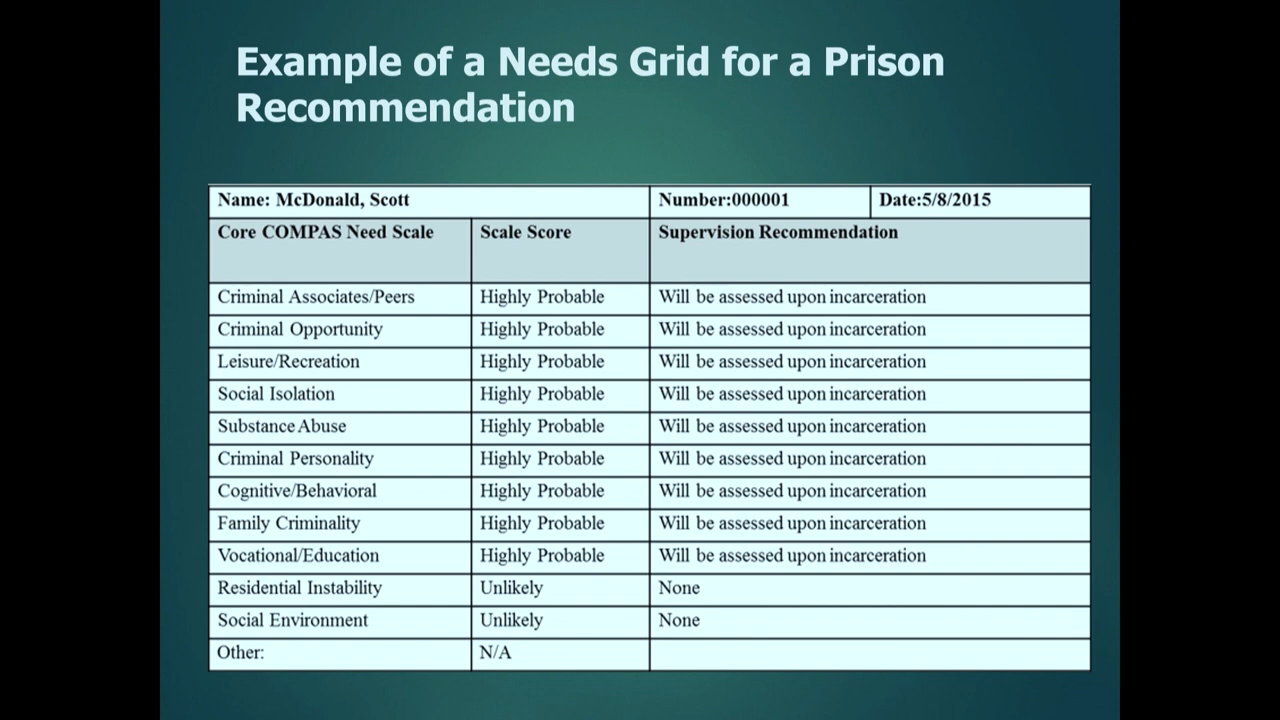 Example of a Needs Grid for a Prison
Recommendation
Name: McDonald, Scott Number:000001 Date:5/8/2015
Core COMPAS Need Scale Scale Score Supervision Recommendation
Criminal Associates/Peers Highly Probable Will be assessed upon incarceration
Criminal Opportunity Highly Probable Will be assessed upon incarceration
Leisure/Recreation Highly Probable Will be assessed upon incarceration
Social Isolation Highly Probable Will be assessed upon incarceration
Substance Abuse Highly Probable Will be assessed upon incarceration
Criminal Personality Highly Probable Will be assessed upon incarceration
Cognitive/Behavioral Highly Probable Will be assessed upon incarceration
Family Criminality Highly Probable Will be assessed upon incarceration
Vocational/Education Highly Probable Will be assessed upon incarceration
Residential Instability Unlikely None
Social Environment Unlikely None
Other: N/A